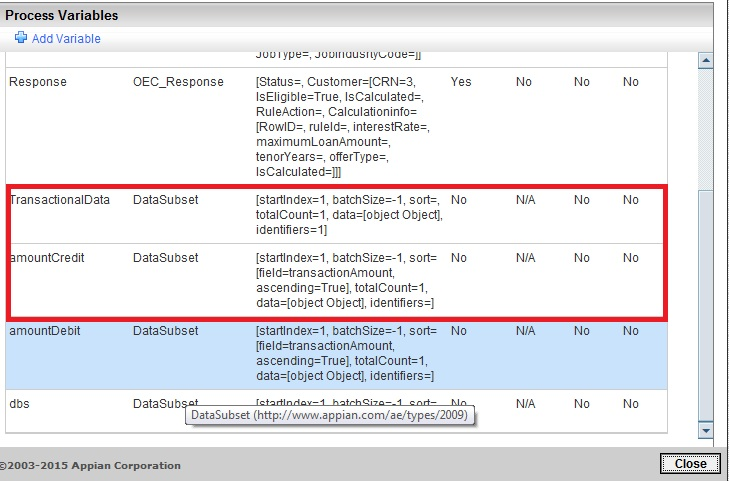 Process Variables
Add Variable
JobType=, JobIndustryCode=]]
Response OEC_Response [Status=, Customer=[CRN=3, Yes No No No
IsEligible=True, IsCalculated=,
RuleAction=, Calculationinfo=
[RowID=, ruleId=, interestRate=,
maximumLoanAmount=,
tenorYears=, offerType=,
IsCalculated=]]]
TransactionalData DataSubset [startIndex=1, batchSize=-1, sort=, No N/A No No
totalCount=1, data=[object Object],
identifiers=1]
amountCredit DataSubset [startIndex=1, batchSize=-1, sort= No N/A No No
[field=transactionAmount,
ascending=True], totalCount=1,
data=[object Object], identifiers=]
amountDebit DataSubset [startIndex=1, batchSize=-1, sort= No N/A No No
[field=transactionAmount,
ascending=True], totalCount=1,
data=[object Object], identifiers=]
dbs DataSubset [startIndex=1, batchSize=-1, sort= No N/A No No
DataSubset (http://www.appian.com/ae/types/2009)
©2003-2015 Appian Corporation
Close